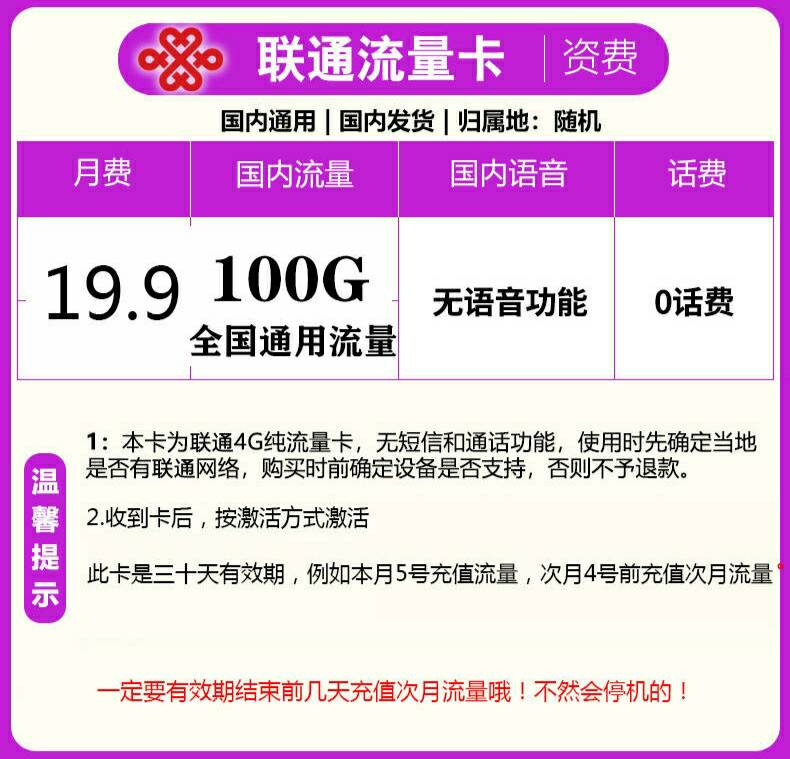 联通流量卡 | 资费
国内通用 | 国内发货 | 归属地：随机
月费 国内流量 国内语音 话费
19.9 100G 无语音功能 0话费
全国通用流量
温馨提示
1：本卡为联通4G纯流量卡，无短信和通话功能，使用时先确定当地
是否有联通网络，购买时前确定设备是否支持，否则不予退款。
2.收到卡后，按激活方式激活
此卡是三十天有效期，例如本月5号充值流量，次月4号前充值次月流量
一定要有效期结束前几天充值次月流量哦！不然会停机的！